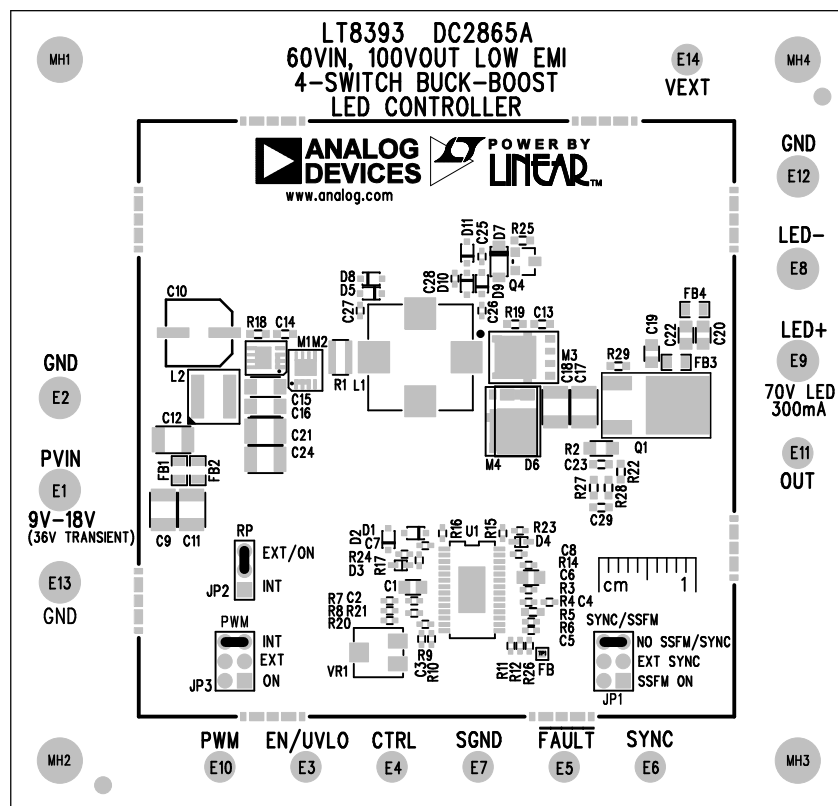 LT8393 DC2865A
60VIN, 100VOUT LOW EMI
4-SWITCH BUCK-BOOST
LED CONTROLLER
MH1
MH4
E14
VEXT
ANALOG
DEVICES
www.analog.com
POWER BY
LINEAR™
GND
E12
LED-
E8
LED+
E9
70V LED
300mA
E11
OUT
GND
E2
PVIN
E1
9V-18V
(36V TRANSIENT)
E13
GND
D11
C25
D7
R25
D8
D5
C28
D10
D9
Q4
C27
C26
C10
R18
C14
M1
M2
R1
L1
R19
C13
M3
FB4
C19
C22
C20
FB3
R29
L2
C15
C16
C21
C24
C18
C17
C12
M4
D6
Q1
R2
C23
R22
R27
R28
C29
FB1
FB2
C9
C11
RP
EXT/ON
INT
JP2
D2
D1
C7
R24
R17
D3
R16
U1
R15
R23
D4
C8
R14
C6
R3
R4
C4
R5
R6
C5
C1
R7
C2
R8
R21
R20
R9
R10
C3
VR1
R11
R12
R26
TP1
FB
cm
1
PWM
INT
EXT
ON
JP3
SYNC/SSFM
NO SSFM/SYNC
EXT SYNC
SSFM ON
JP1
MH2
PWM
E10
EN/UVLO
E3
CTRL
E4
SGND
E7
FAULT
E5
SYNC
E6
MH3